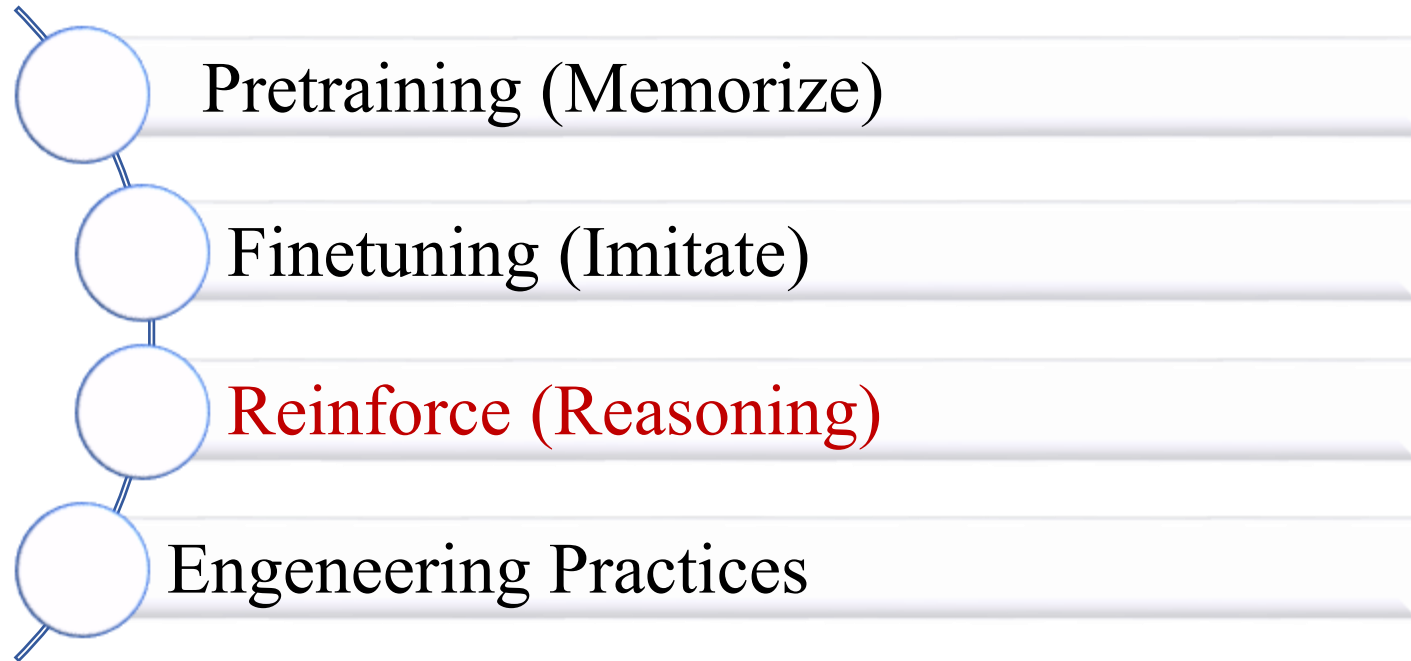 Pretraining (Memorize)
Finetuning (Imitate)
Reinforce (Reasoning)
Engeneering Practices